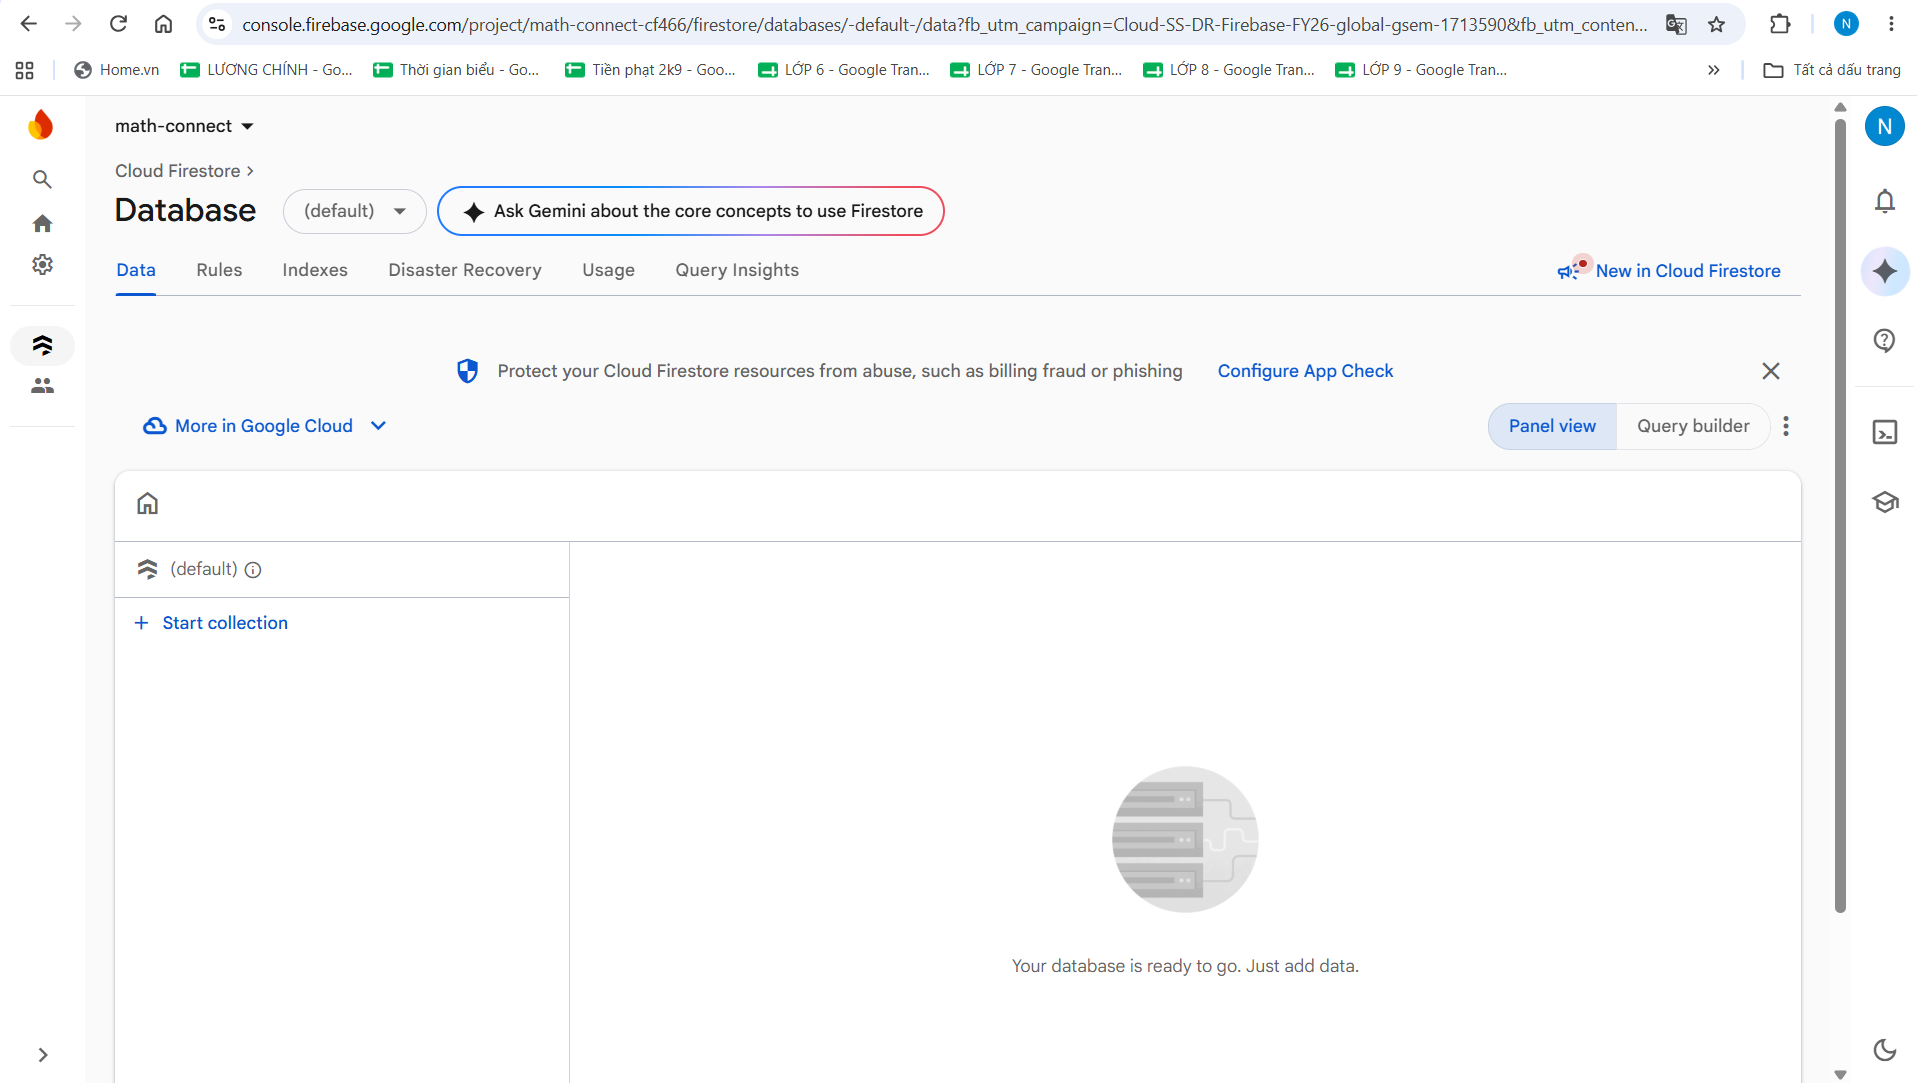 console.firebase.google.com/project/math-connect-cf466/firestore/databases/-default-/data?fb_utm_campaign=Cloud-SS-DR-Firebase-FY26-global-gsem-1713590&fb_utm_conten...
N
Home.vn
LƯƠNG CHÍNH - Go...
Thời gian biểu - Go...
Tiền phạt 2k9 - Goo...
LỚP 6 - Google Tran...
LỚP 7 - Google Tran...
LỚP 8 - Google Tran...
LỚP 9 - Google Tran...
Tất cả dấu trang
math-connect
N
Cloud Firestore
Database
(default)
Ask Gemini about the core concepts to use Firestore
Data
Rules
Indexes
Disaster Recovery
Usage
Query Insights
New in Cloud Firestore
Protect your Cloud Firestore resources from abuse, such as billing fraud or phishing
Configure App Check
More in Google Cloud
Panel view
Query builder
(default)
+ Start collection
Your database is ready to go. Just add data.